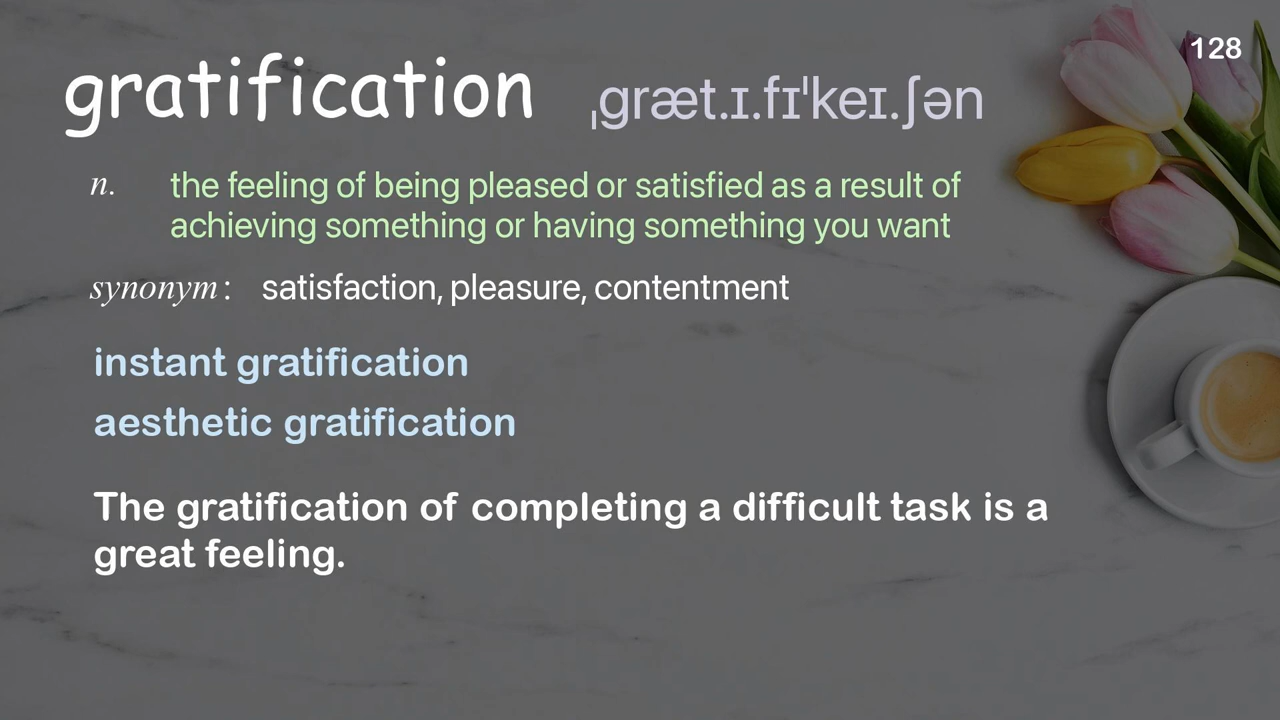 128
gratification ˌɡræt.ɪ.fɪˈkeɪ.ʃən
n. the feeling of being pleased or satisfied as a result of
achieving something or having something you want
synonym: satisfaction, pleasure, contentment
instant gratification
aesthetic gratification
The gratification of completing a difficult task is a
great feeling.